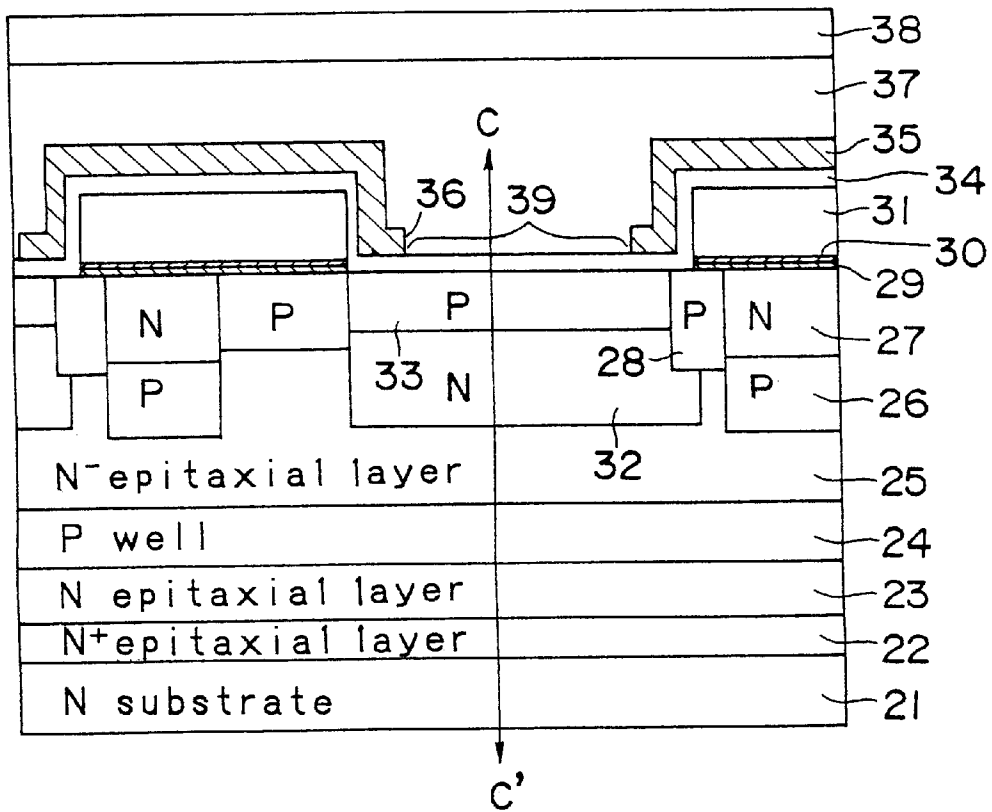 38
37
C
35
34
36
39
31
30
29
N
P
P
P
N
27
33
N
28
P
P
26
32
N⁻epitaxial layer
25
P well
24
N epitaxial layer
23
N⁺epitaxial layer
22
N substrate
21
C'